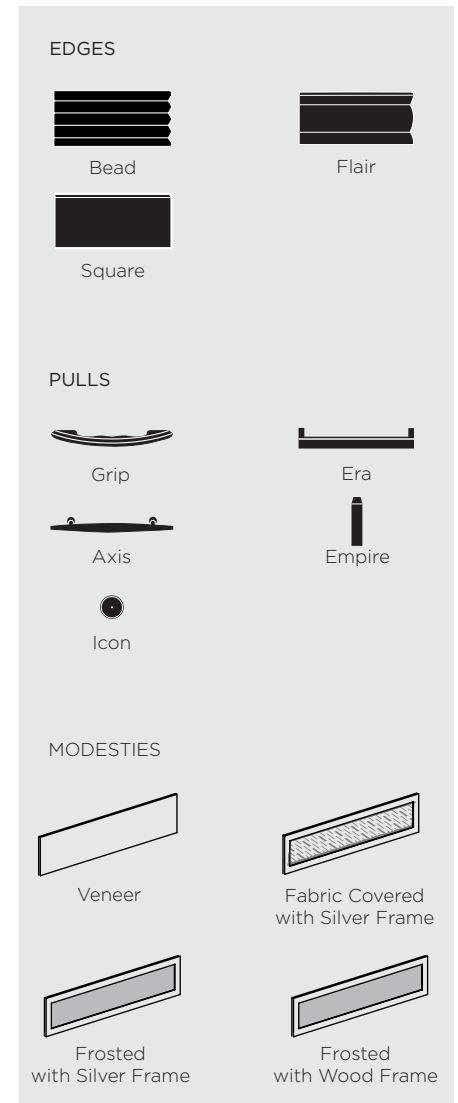 EDGES
Bead
Flair
Square
PULLS
Grip
Era
Axis
Empire
Icon
MODESTIES
Veneer
Fabric Covered
with Silver Frame
Frosted
with Silver Frame
Frosted
with Wood Frame